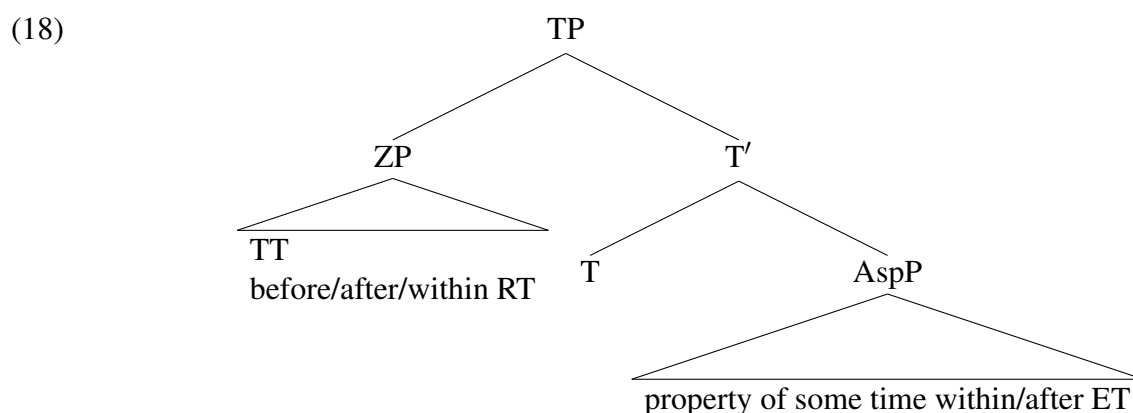 (18) TP
ZP T′
TT T AspP
before/after/within RT
property of some time within/after ET